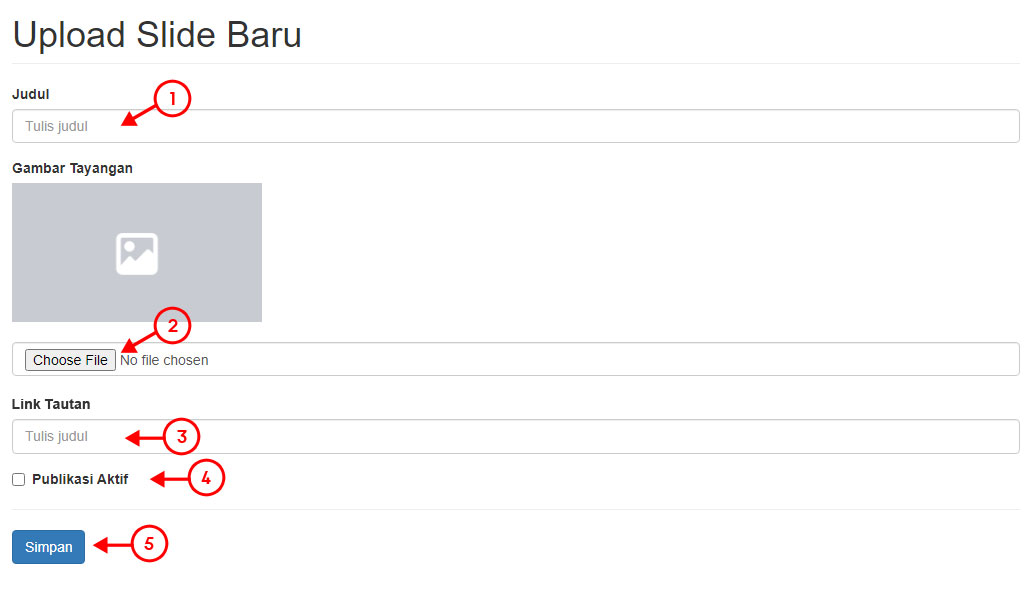 Upload Slide Baru
Judul
1
Tulis judul
Gambar Tayangan
2
Choose File No file chosen
Link Tautan
Tulis judul 3
Publikasi Aktif 4
Simpan 5